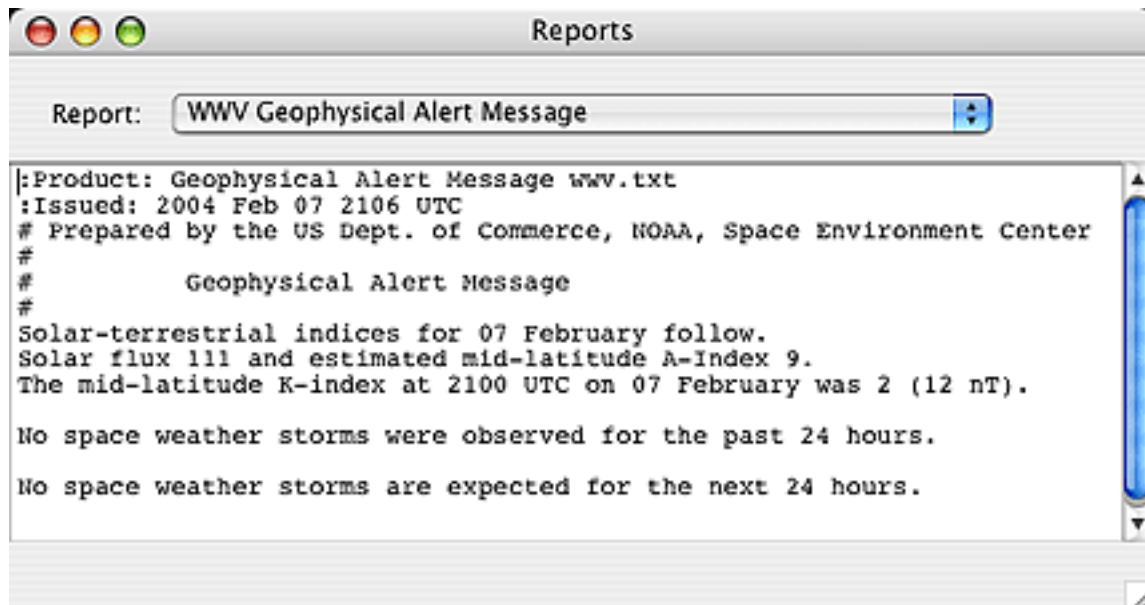 Reports
Report: WWV Geophysical Alert Message
:Product: Geophysical Alert Message wwv.txt
:Issued: 2004 Feb 07 2106 UTC
# Prepared by the US Dept. of Commerce, NOAA, Space Environment Center
#
#          Geophysical Alert Message
#
Solar-terrestrial indices for 07 February follow.
Solar flux 111 and estimated mid-latitude A-Index 9.
The mid-latitude K-index at 2100 UTC on 07 February was 2 (12 nT).
No space weather storms were observed for the past 24 hours.
No space weather storms are expected for the next 24 hours.